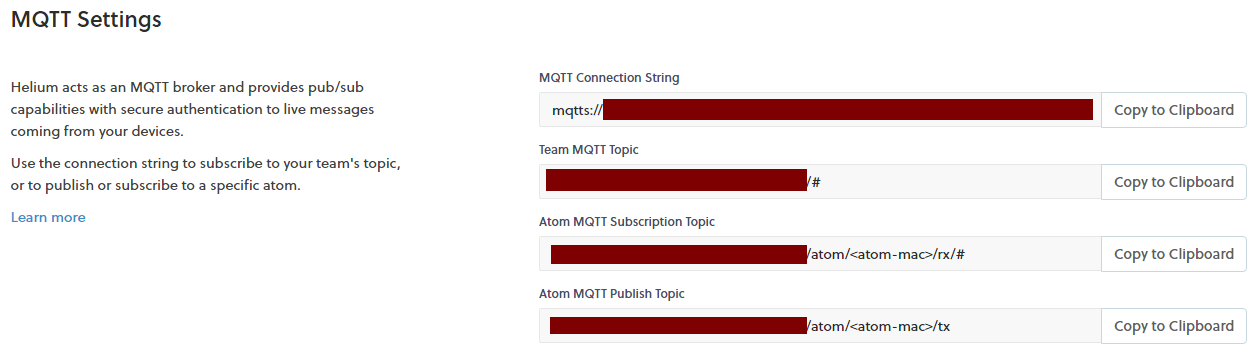 MQTT Settings
Helium acts as an MQTT broker and provides pub/sub
capabilities with secure authentication to live messages
coming from your devices.
Use the connection string to subscribe to your team's topic,
or to publish or subscribe to a specific atom.
Learn more
MQTT Connection String
mqtts://
Copy to Clipboard
Team MQTT Topic
/#
Copy to Clipboard
Atom MQTT Subscription Topic
/atom/<atom-mac>/rx/#
Copy to Clipboard
Atom MQTT Publish Topic
/atom/<atom-mac>/tx
Copy to Clipboard